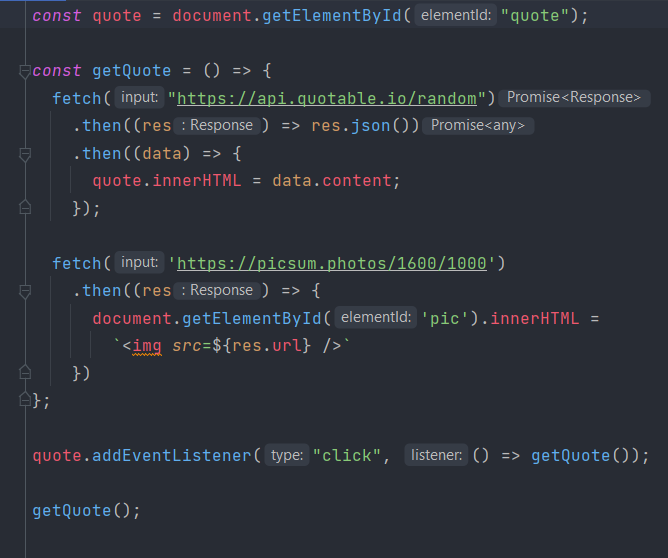 const quote = document.getElementById( elementId: "quote");
const getQuote = () => {
fetch( input: "https://api.quotable.io/random") Promise<Response>
.then((res : Response ) => res.json()) Promise<any>
.then((data) => {
quote.innerHTML = data.content;
});
fetch( input: 'https://picsum.photos/1600/1000')
.then((res : Response ) => {
document.getElementById( elementId: 'pic').innerHTML =
`<img src=${res.url} />`
})
};
quote.addEventListener( type: "click", listener: () => getQuote());
getQuote();